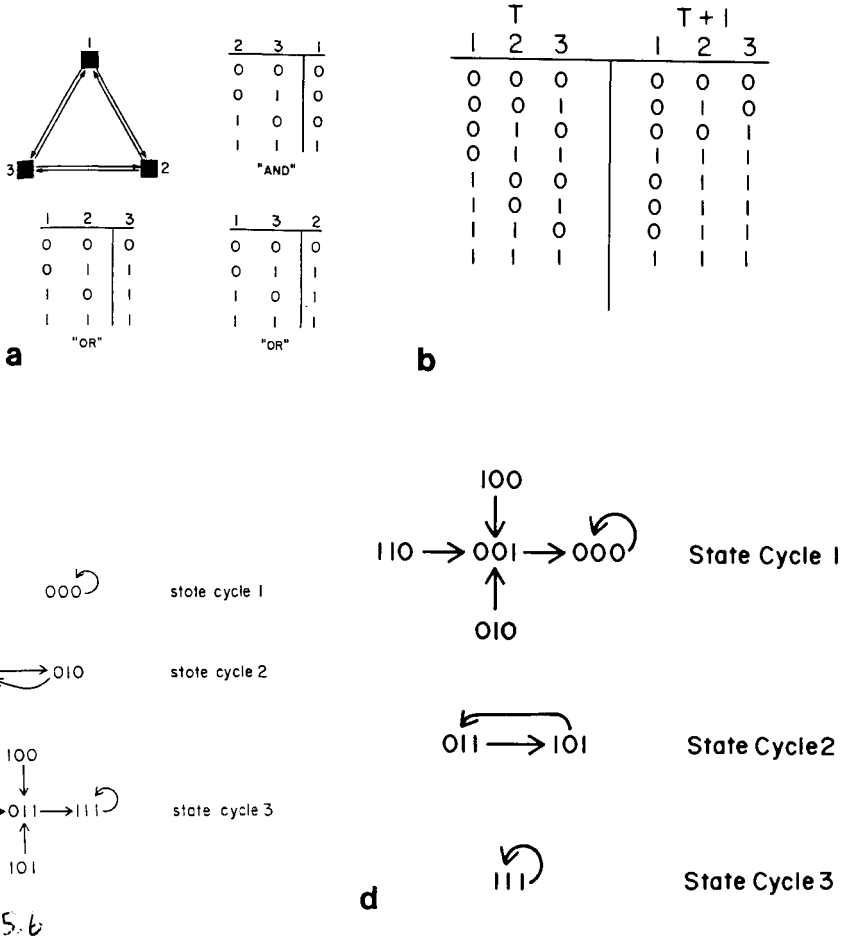 1
3
2
2 3 1
0 0 0
0 1 0
1 0 0
1 1 1
"AND"
1 2 3
0 0 0
0 1 1
1 0 1
1 1 1
"OR"
1 3 2
0 0 0
0 1 1
1 0 1
1 1 1
"OR"
a
T T+1
1 2 3 1 2 3
0 0 0 0 0 0
0 0 1 0 1 0
0 1 0 0 0 1
0 1 1 1 1 1
1 0 0 0 1 1
1 0 1 0 1 1
1 1 0 0 1 1
1 1 1 1 1 1
b
000 stote cycle 1
010 stote cycle 2
100
011 111 state cycle 3
101
5.6
100
110 001 000 State Cycle 1
010
011 101 State Cycle 2
111 State Cycle 3
d